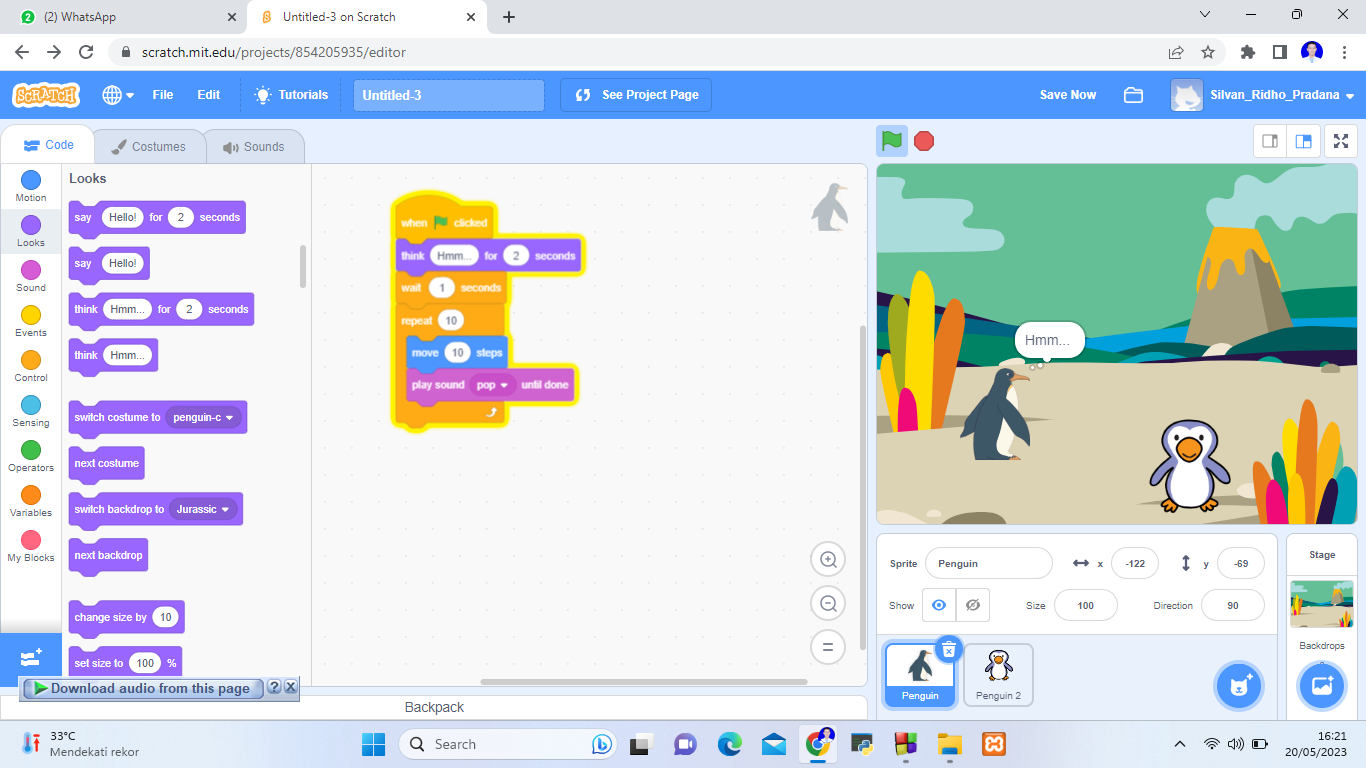 (2) WhatsApp
Untitled-3 on Scratch
scratch.mit.edu/projects/854205935/editor
SCRATCH
File
Edit
Tutorials
Untitled-3
See Project Page
Save Now
Silvan_Ridho_Pradana
Code
Costumes
Sounds
Motion
Looks
Sound
Events
Control
Sensing
Operators
Variables
My Blocks
Looks
say Hello! for 2 seconds
say Hello!
think Hmm... for 2 seconds
think Hmm...
switch costume to penguin-c
next costume
switch backdrop to Jurassic
next backdrop
change size by 10
set size to 100 %
when clicked
think Hmm... for 2 seconds
wait 1 seconds
repeat 10
move 10 steps
play sound pop until done
Hmm...
Sprite Penguin x -122 y -69
Show Size 100 Direction 90
Penguin
Penguin 2
Stage
Backdrops
Download audio from this page ? X
Backpack
33°C
Mendekati rekor
Search
16:21
20/05/2023